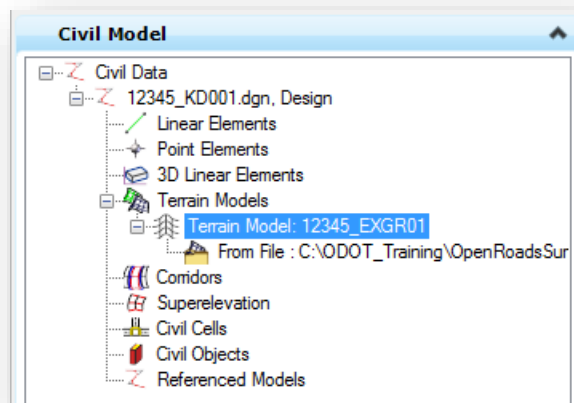 Civil Model
Civil Data
12345_KD001.dgn, Design
Linear Elements
Point Elements
3D Linear Elements
Terrain Models
Terrain Model: 12345_EXGR01
From File : C:\ODOT_Training\OpenRoadsSur
Corridors
Superelevation
Civil Cells
Civil Objects
Referenced Models